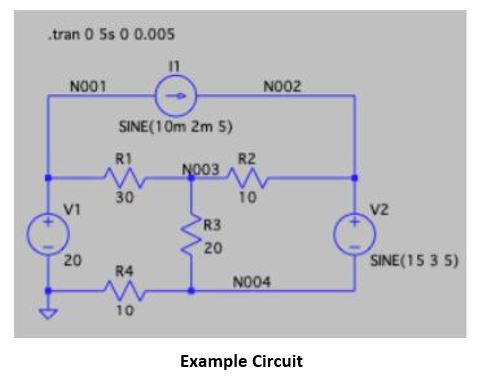 .tran 0 5s 0 0.005
I1
N001
N002
SINE(10m 2m 5)
R1
N003
R2
30
10
V1
R3
V2
20
20
SINE(15 3 5)
R4
N004
10
Example Circuit